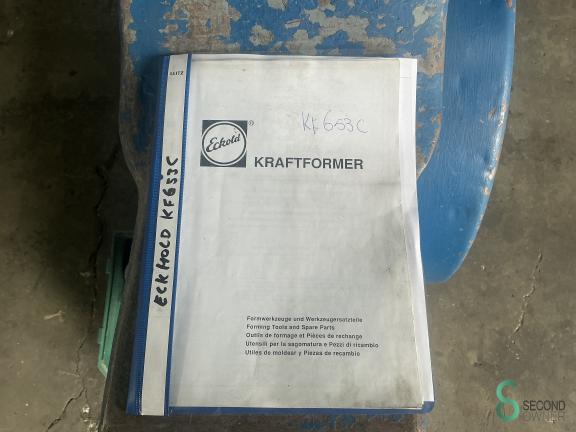 LEITZ
ECKHOLD KF653C
KF653C
Eckold®
KRAFTFORMER
Formwerkzeuge und Werkzeugersatzteile
Forming Tools and Spare Parts
Outils de formage et Pièces de rechange
Utensili per la sagomatura e Pezzi di ricambio
Utiles de moldear y Piezas de recambio
SECOND
OWNER